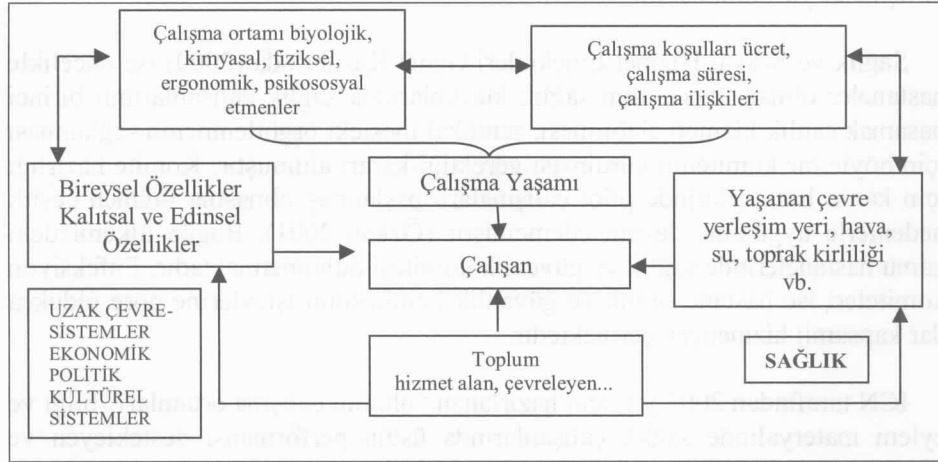 Çalışma ortamı biyolojik,
kimyasal, fiziksel,
ergonomik, psikososyal
etkenler
Çalışma koşulları ücret,
çalışma süresi,
çalışma ilişkileri
Bireysel Özellikler
Kalıtsal ve Edinsel
Özellikler
Çalışma Yaşamı
Yaşanan çevre
yerleşim yeri, hava,
su, toprak kirliliği
vb.
Çalışan
UZAK ÇEVRE-
SİSTEMLER
EKONOMİK
POLİTİK
KÜLTÜREL
SİSTEMLER
Toplum
hizmet alan, çevreleyen...
SAĞLIK